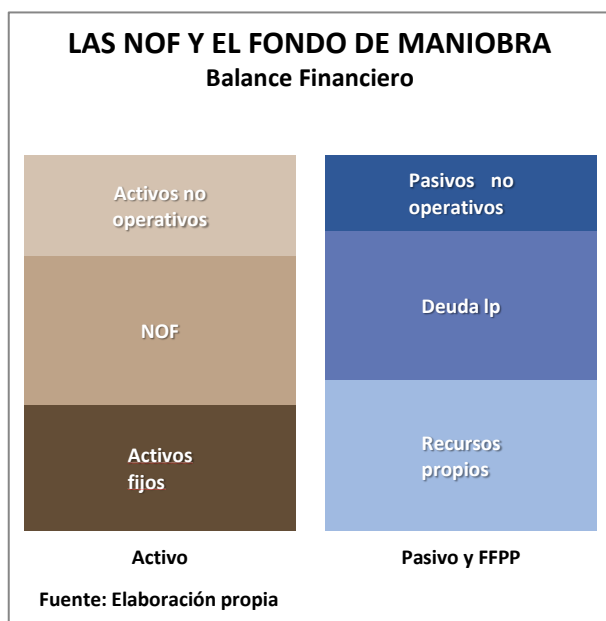 LAS NOF Y EL FONDO DE MANIOBRA
Balance Financiero
Activos no
operativos
NOF
Activos
fijos
Pasivos no
operativos
Deuda lp
Recursos
propios
Activo
Pasivo y FFPP
Fuente: Elaboración propia